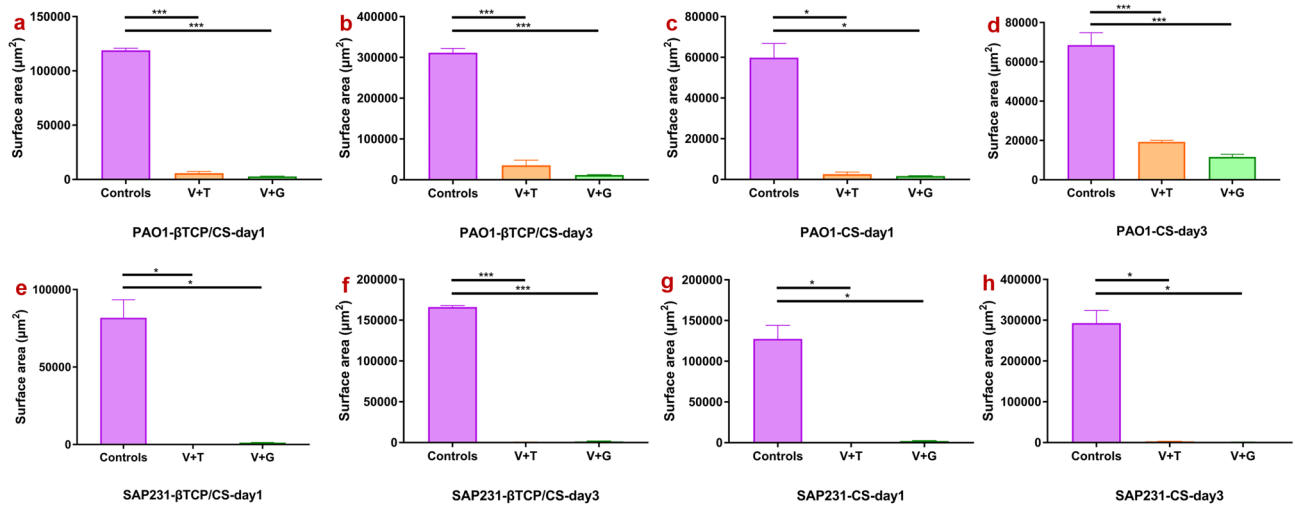 a
Surface area (µm²)
150000
100000
50000
0
***
***
Controls V+T V+G
PAO1-βTCP/CS-day1
b
Surface area (µm²)
400000
300000
200000
100000
0
***
***
Controls V+T V+G
PAO1-βTCP/CS-day3
c
Surface area (µm²)
80000
60000
40000
20000
0
*
*
Controls V+T V+G
PAO1-CS-day1
d
Surface area (µm²)
80000
60000
40000
20000
0
***
***
Controls V+T V+G
PAO1-CS-day3
e
Surface area (µm²)
100000
50000
0
*
*
Controls V+T V+G
SAP231-βTCP/CS-day1
f
Surface area (µm²)
200000
150000
100000
50000
0
***
***
Controls V+T V+G
SAP231-βTCP/CS-day3
g
Surface area (µm²)
200000
150000
100000
50000
0
*
*
Controls V+T V+G
SAP231-CS-day1
h
Surface area (µm²)
400000
300000
200000
100000
0
*
*
Controls V+T V+G
SAP231-CS-day3